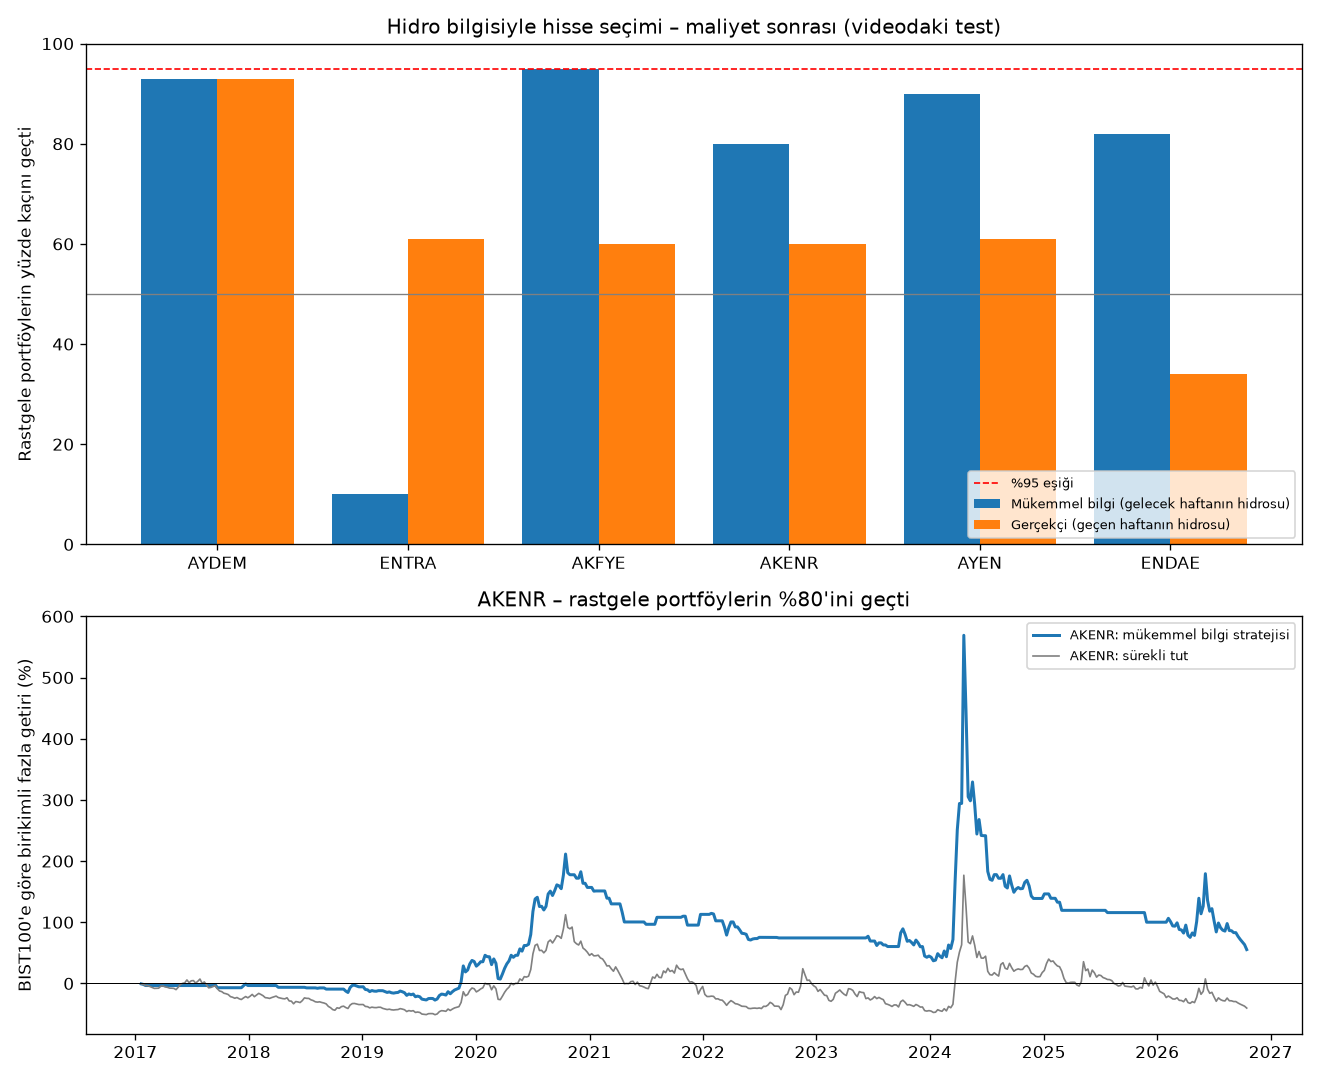 Hidro bilgisiyle hisse seçimi – maliyet sonrası (videodaki test)
Rastgele portföylerin yüzde kaçını geçti
100
80
60
40
20
0
%95 eşiği
Mükemmel bilgi (gelecek haftanın hidrosu)
Gerçekçi (geçen haftanın hidrosu)
AYDEM ENTRA AKFYE AKENR AYEN ENDAE
AKENR – rastgele portföylerin %80'ini geçti
BIST100'e göre birikimli fazla getiri (%)
600
500
400
300
200
100
0
AKENR: mükemmel bilgi stratejisi
AKENR: sürekli tut
2017 2018 2019 2020 2021 2022 2023 2024 2025 2026 2027